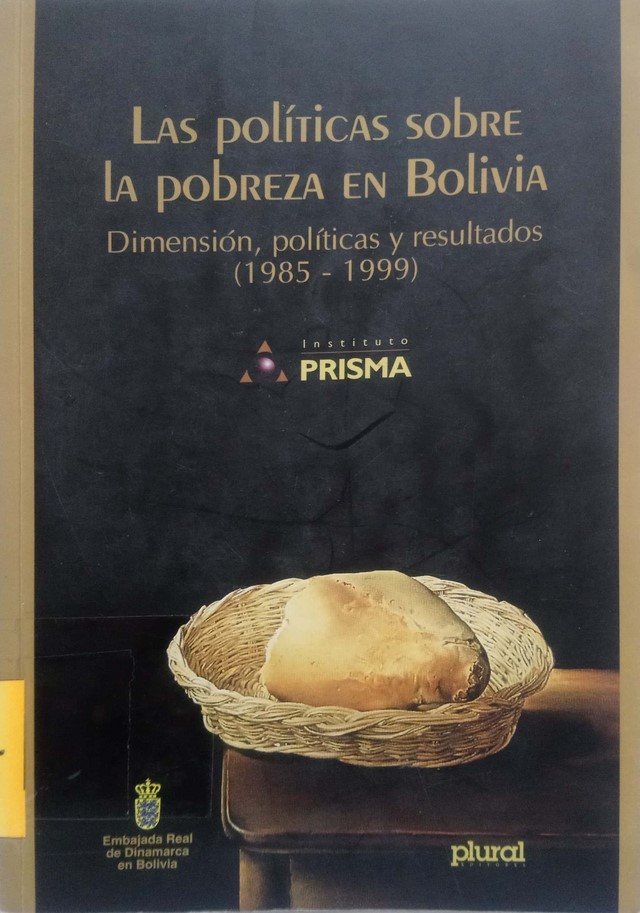 Las políticas sobre
la pobreza en Bolivia
Dimensión, políticas y resultados
(1985 - 1999)
Instituto
PRISMA
Embajada Real
de Dinamarca
en Bolivia
plural
EDITORES